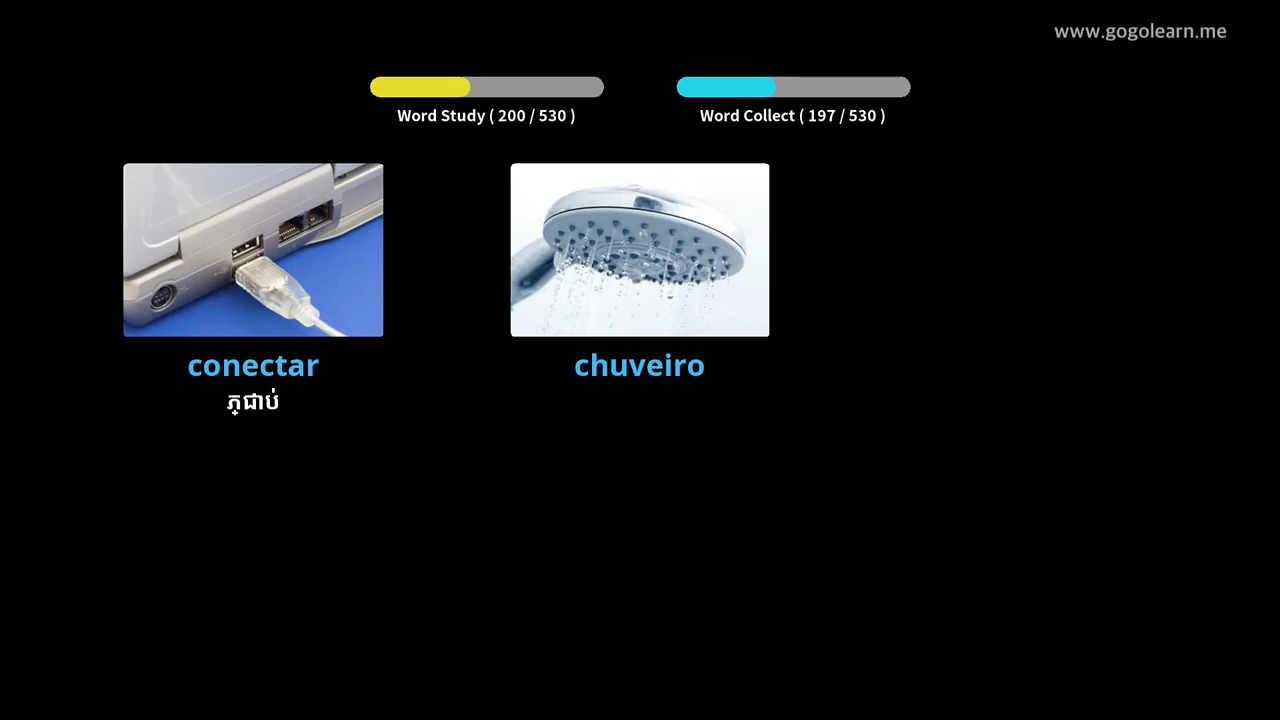 www.gogolearn.me
Word Study ( 200 / 530 )
Word Collect ( 197 / 530 )
conectar
chuveiro
ភ្ជាប់